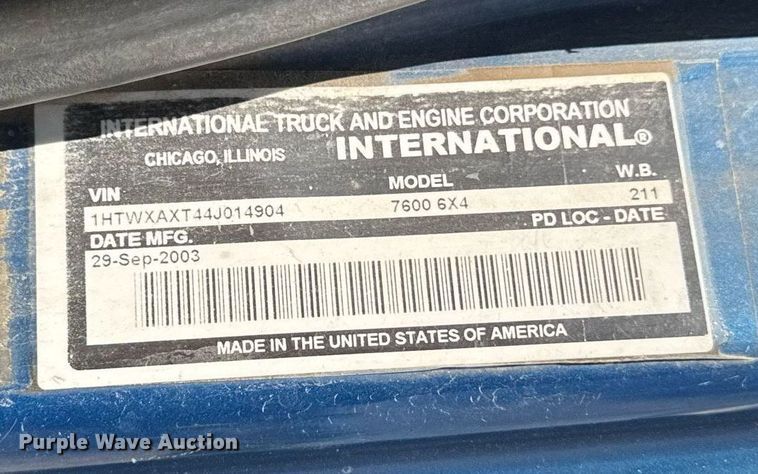 INTERNATIONAL TRUCK AND ENGINE CORPORATION
CHICAGO, ILLINOIS INTERNATIONAL®
VIN MODEL W.B.
1HTWXAXT44J014904 7600 6X4 211
DATE MFG. PD LOC - DATE
29-Sep-2003
MADE IN THE UNITED STATES OF AMERICA
Purple Wave Auction